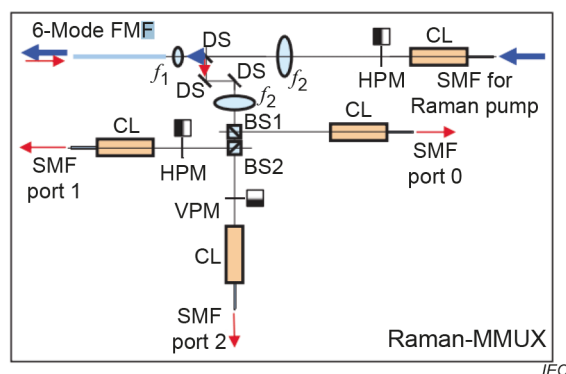 6-Mode FMF
DS
CL
f1
DS
DS
f2
HPM
SMF for
Raman pump
f2
CL
BS1
CL
SMF
port 1
HPM
BS2
SMF
port 0
VPM
CL
SMF
port 2
Raman-MMUX